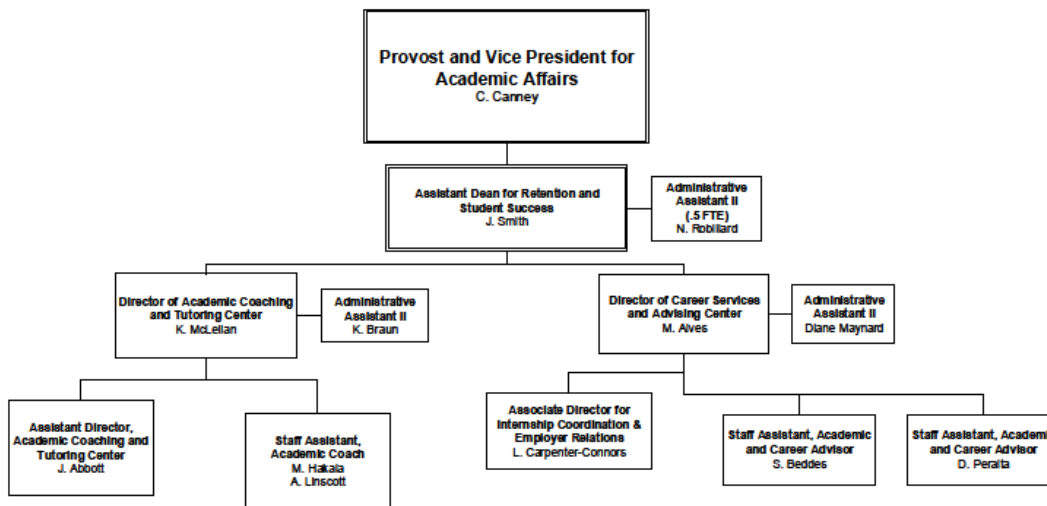 Provost and Vice President for
Academic Affairs
C. Canney
Assistant Dean for Retention and
Student Success
J. Smith
Administrative
Assistant II
(.5 FTE)
N. Robillard
Director of Academic Coaching
and Tutoring Center
K. McLellan
Administrative
Assistant II
K. Braun
Director of Career Services
and Advising Center
M. Alves
Administrative
Assistant II
Diane Maynard
Assistant Director,
Academic Coaching and
Tutoring Center
J. Abbott
Staff Assistant,
Academic Coach
M. Hakala
A. Linscott
Associate Director for
Internship Coordination &
Employer Relations
L. Carpenter-Connors
Staff Assistant, Academic
and Career Advisor
S. Beddes
Staff Assistant, Academic
and Career Advisor
D. Peralta